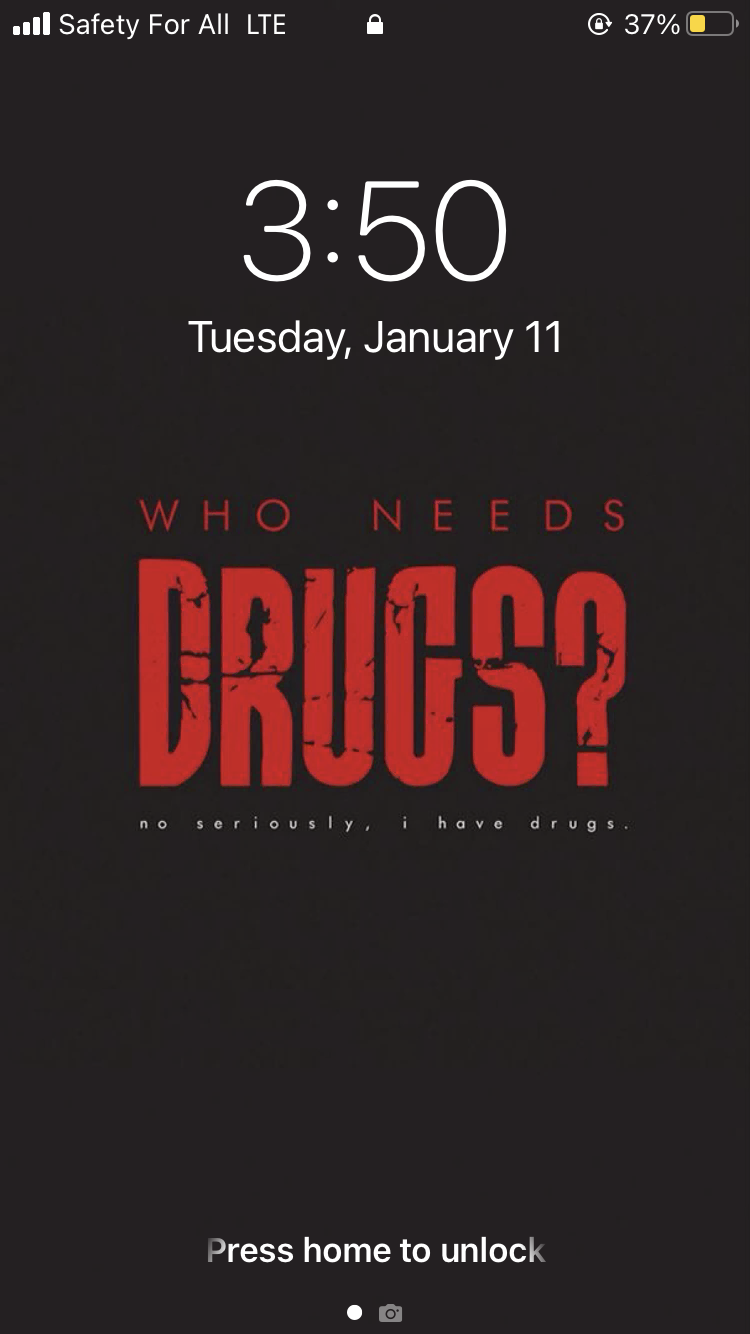 Safety For All LTE 37%
3:50
Tuesday, January 11
WHO NEEDS
DRUGS?
no seriously, i have drugs.
Press home to unlock